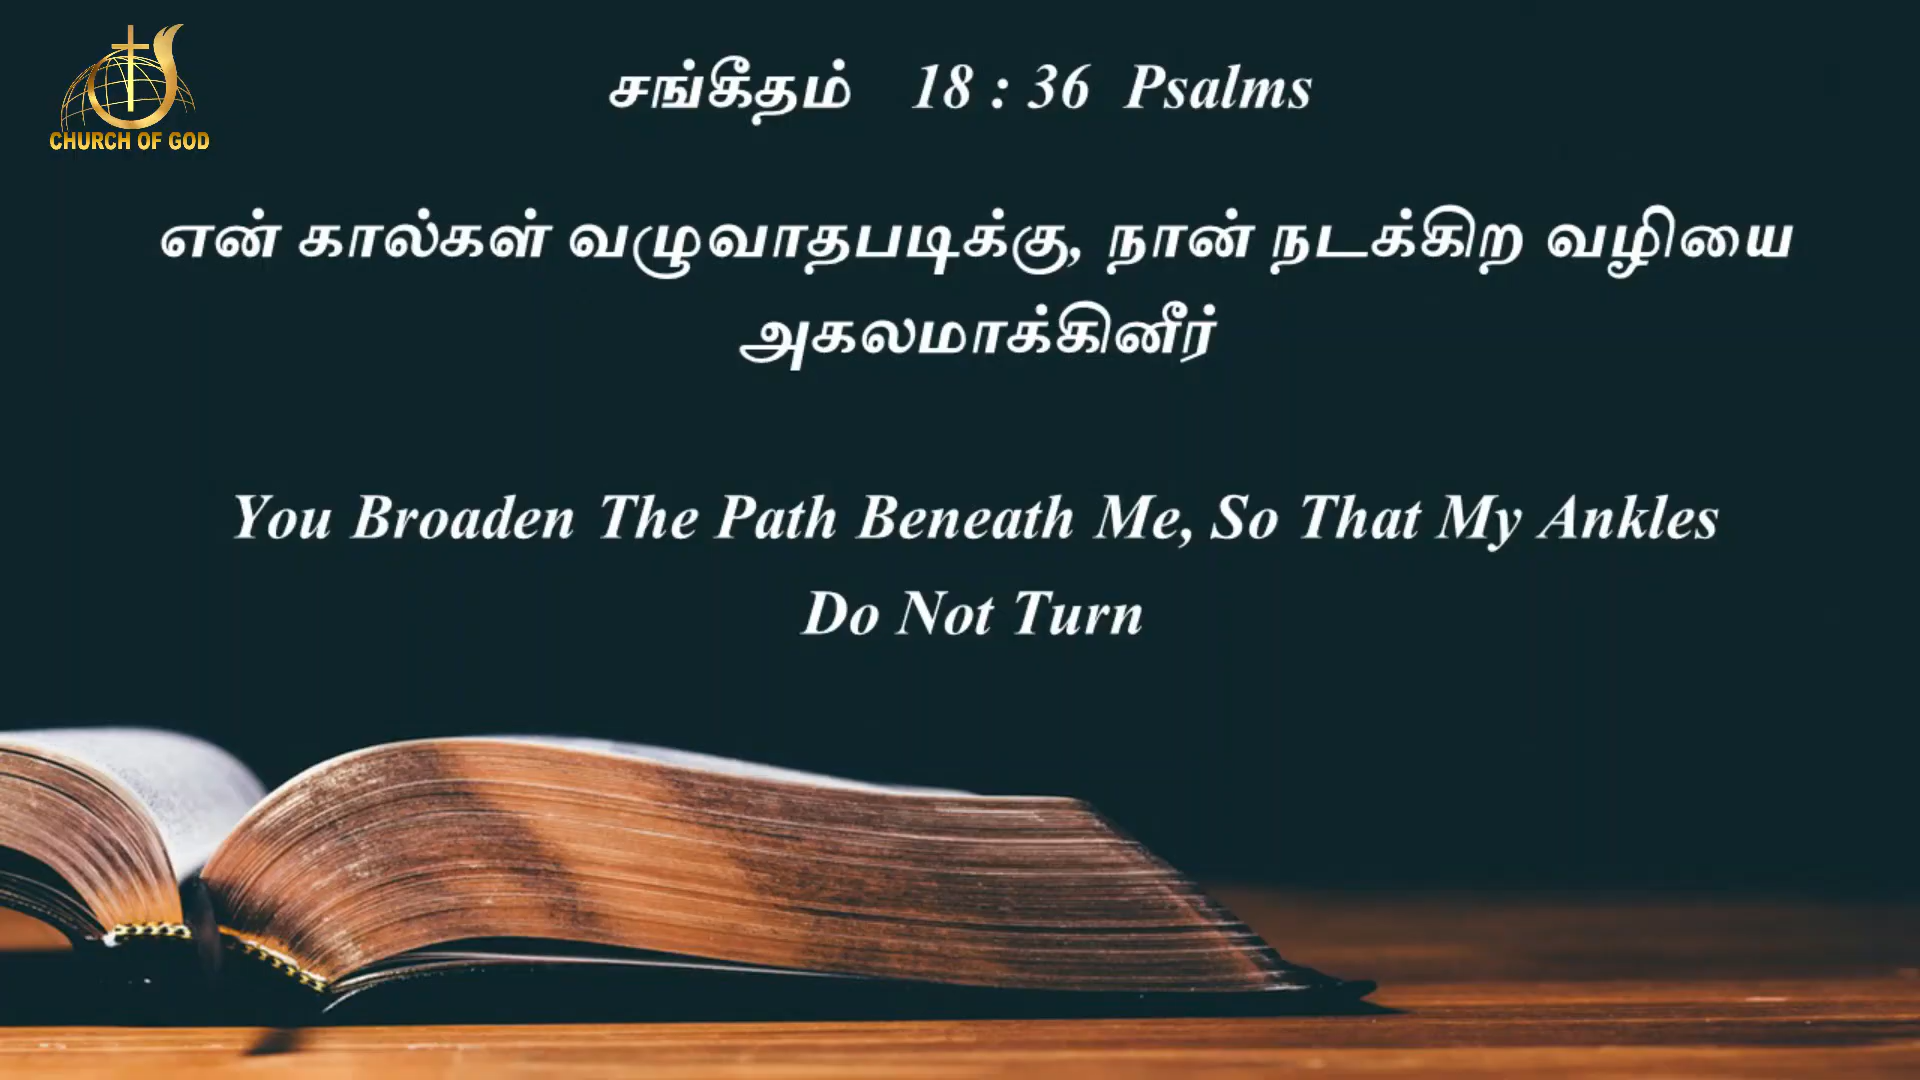 CHURCH OF GOD
சங்கீதம் 18 : 36 Psalms
என் கால்கள் வழுவாதபடிக்கு, நான் நடக்கிற வழியை
அகலமாக்கினீர்
You Broaden The Path Beneath Me, So That My Ankles
Do Not Turn